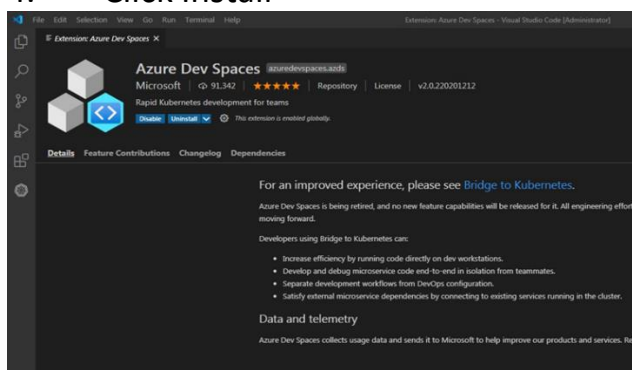 Click Install
File Edit Selection View Go Run Terminal Help
Extension: Azure Dev Spaces - Visual Studio Code [Administrator]
Extension: Azure Dev Spaces ×
Azure Dev Spaces azuredevspaces.azds
Microsoft 91,342 ★★★★★ Repository License v2.0.220201212
Rapid Kubernetes development for teams
Disable Uninstall This extension is enabled globally.
Details Feature Contributions Changelog Dependencies
For an improved experience, please see Bridge to Kubernetes.
Azure Dev Spaces is being retired, and no new feature capabilities will be released for it. All engineering effor
moving forward.
Developers using Bridge to Kubernetes can:
• Increase efficiency by running code directly on dev workstations.
• Develop and debug microservice code end-to-end in isolation from teammates.
• Separate development workflows from DevOps configuration.
• Satisfy external microservice dependencies by connecting to existing services running in the cluster.
Data and telemetry
Azure Dev Spaces collects usage data and sends it to Microsoft to help improve our products and services. Re